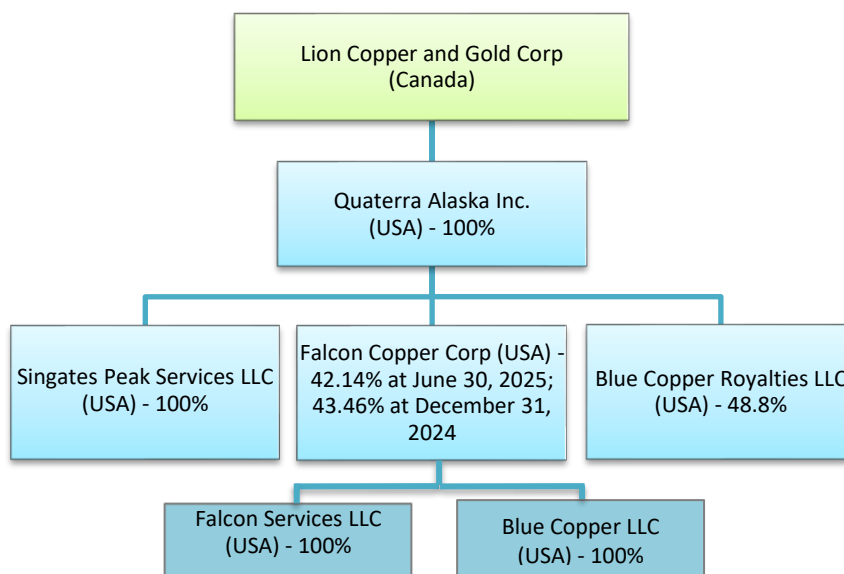 Lion Copper and Gold Corp
(Canada)
Quaterra Alaska Inc.
(USA) - 100%
Singates Peak Services LLC
(USA) - 100%
Falcon Copper Corp (USA) -
42.14% at June 30, 2025;
43.46% at December 31,
2024
Blue Copper Royalties LLC
(USA) - 48.8%
Falcon Services LLC
(USA) - 100%
Blue Copper LLC
(USA) - 100%